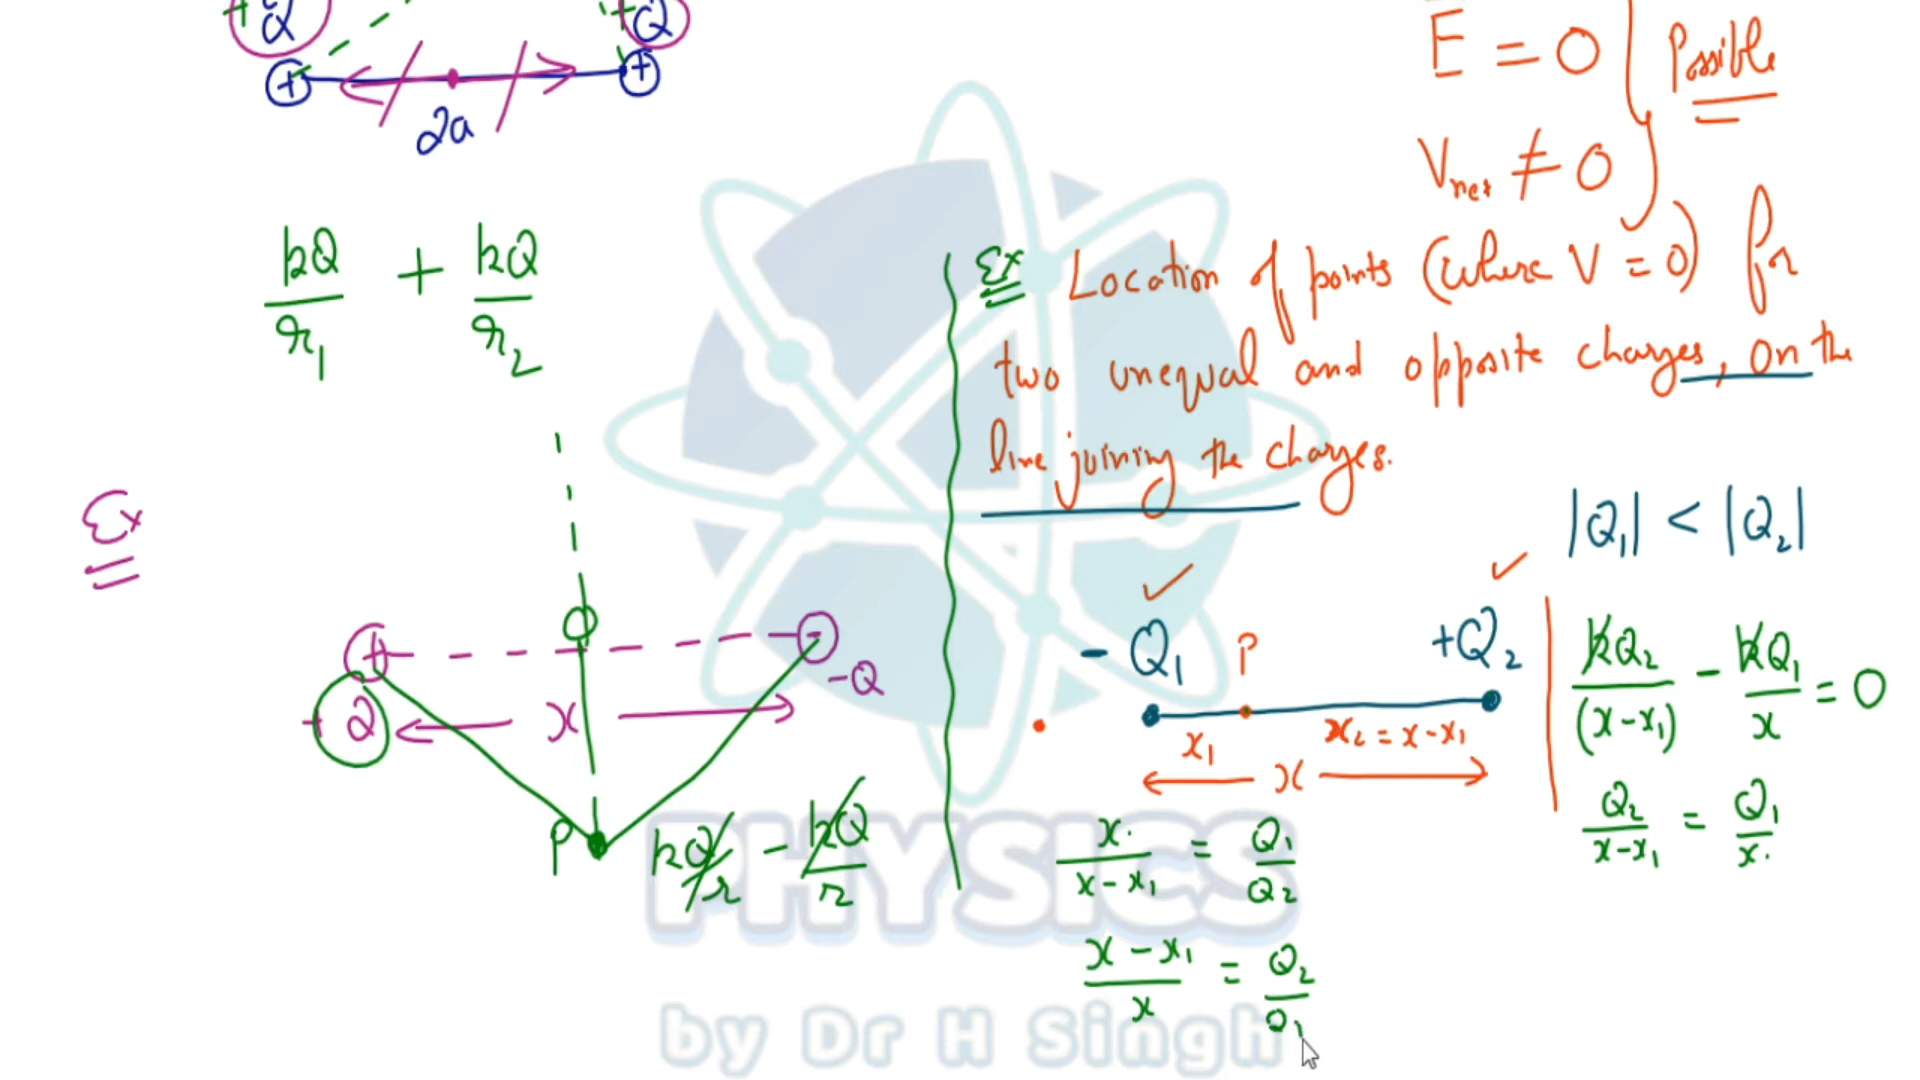 +Q
+Q
+
+
2a
E = 0
Possible
Vnet ≠ 0
kQ/r₁ + kQ/r₂
Ex
+
-
+ Q
-Q
x
P
kQ/r - kQ/r
Ex Location of points (where V = 0) for
two unequal and opposite charges, on the
line joining the charges.
|Q₁| < |Q₂|
- Q₁
P
+Q₂
x₁
x₂ = x-x₁
x
kQ₂/(x-x₁) - kQ₁/x = 0
Q₂/x-x₁ = Q₁/x
x/x-x₁ = Q₁/Q₂
x-x₁/x = Q₂/Q₁
PHYSICS
by Dr H Singh